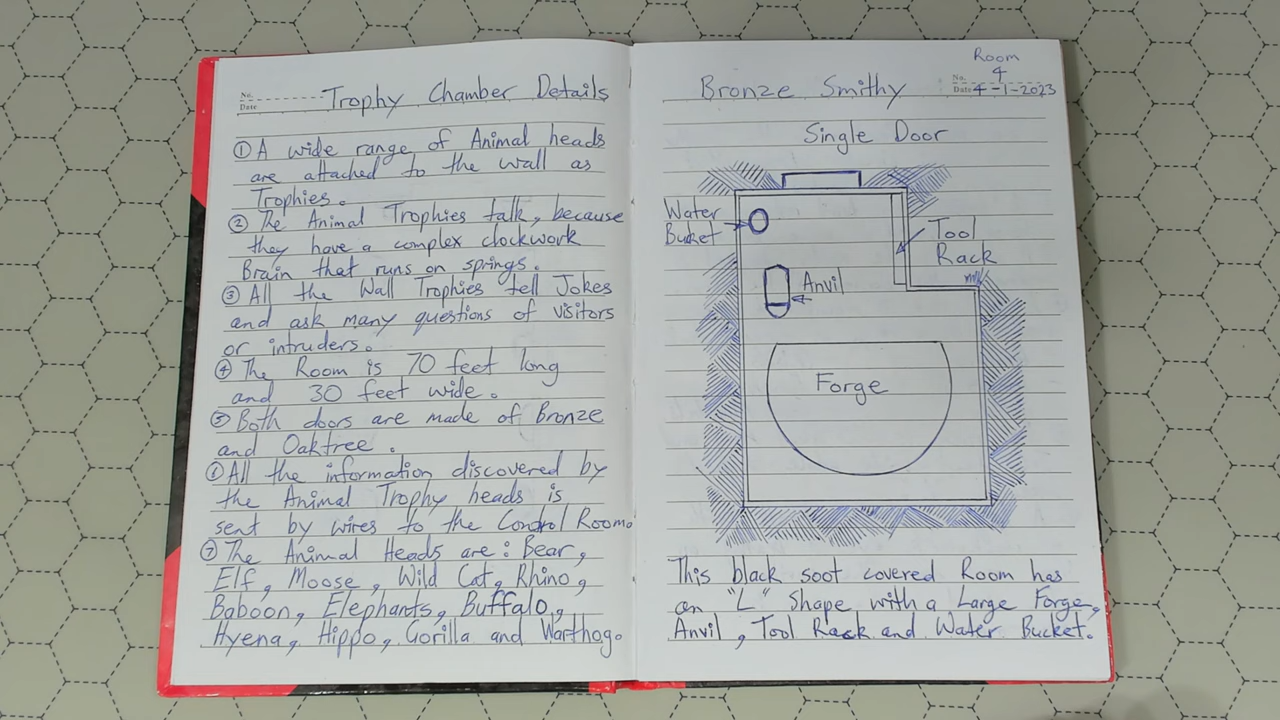 No.
Date
Trophy Chamber Details
① A wide range of Animal heads
are attached to the wall as
Trophies.
② The Animal Trophies talk, because
they have a complex clockwork
Brain that runs on springs.
③ All the Wall Trophies tell Jokes
and ask many questions of visitors
or intruders.
④ The Room is 70 feet long
and 30 feet wide.
⑤ Both doors are made of Bronze
and Oaktree.
⑥ All the information discovered by
the Animal Trophy heads is
sent by wires to the Control Room.
⑦ The Animal Heads are: Bear,
Elf, Moose, Wild Cat, Rhino,
Baboon, Elephants, Buffalo,
Hyena, Hippo, Gorilla and Warthog.
Room
No. 4
Date 4-1-2023
Bronze Smithy
Single Door
Water
Bucket
Tool
Rack
Anvil
Forge
This black soot covered Room has
an "L" Shape with a Large Forge,
Anvil, Tool Rack and Water Bucket.